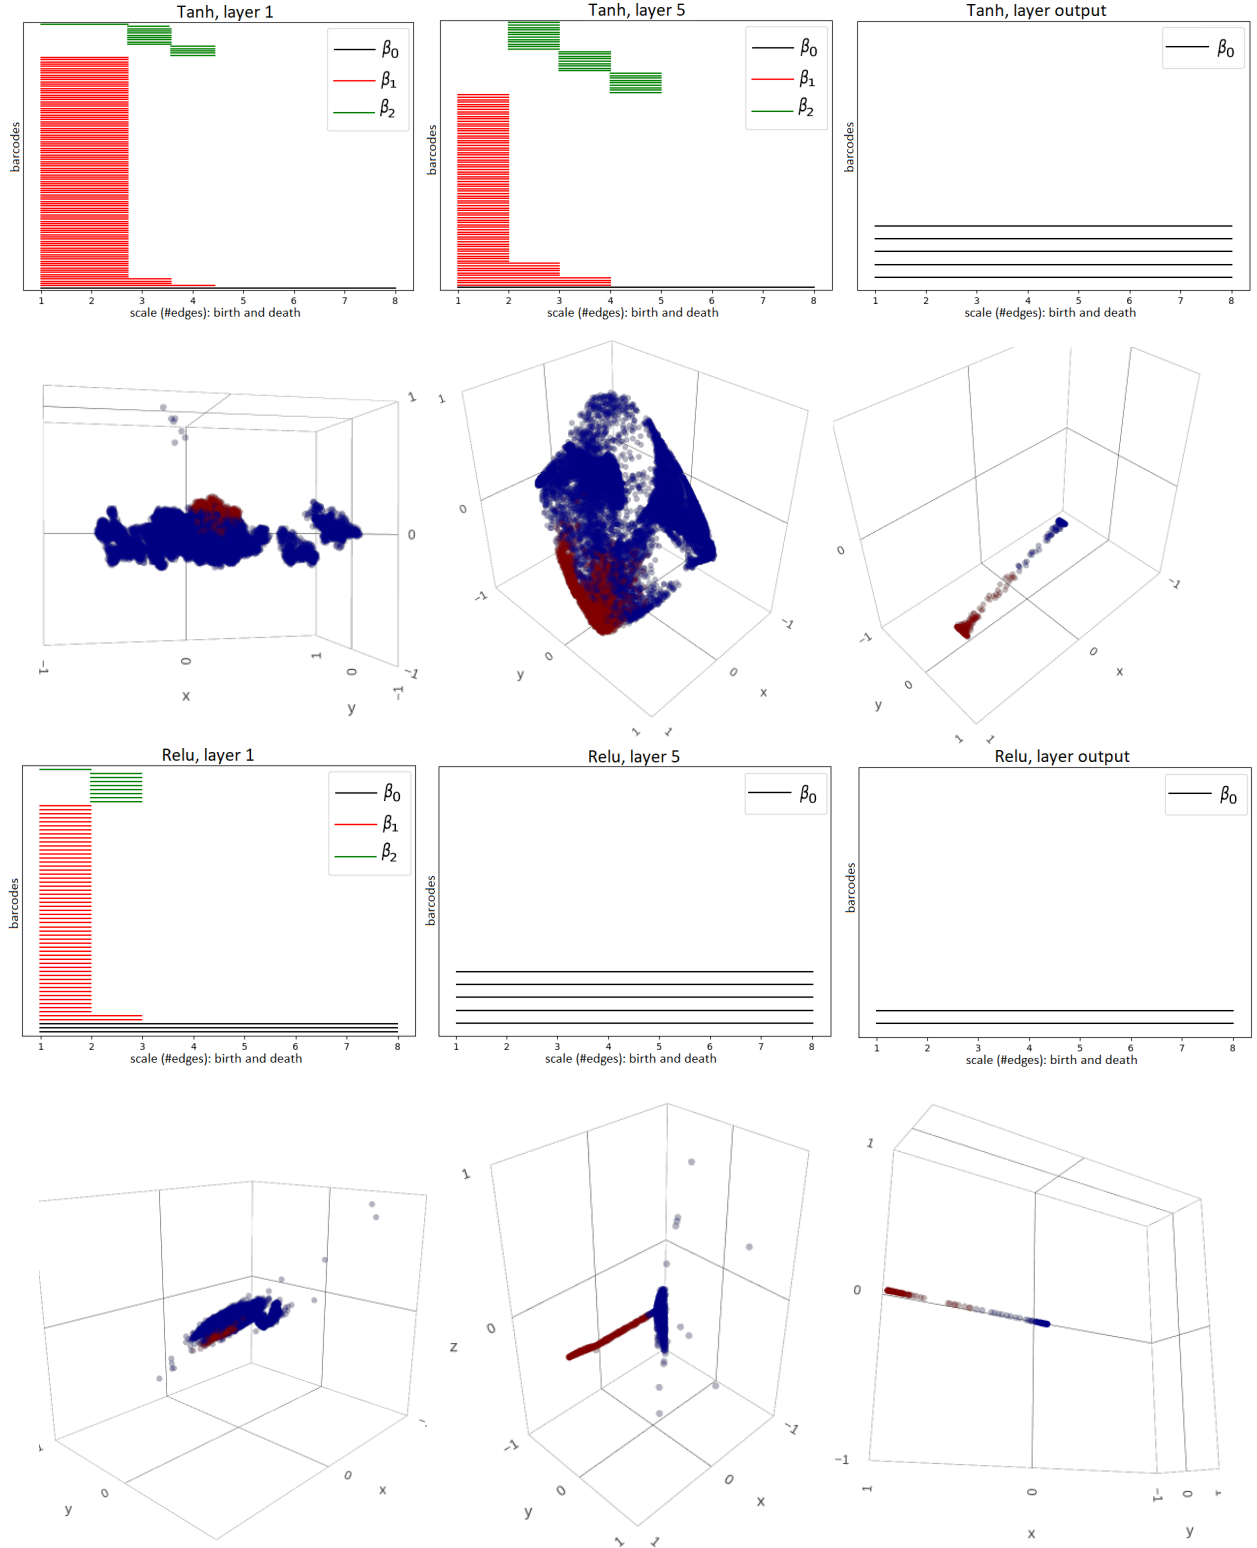 Tanh, layer 1
Tanh, layer 5
Tanh, layer output
β0
β1
β2
β0
β1
β2
β0
barcodes
barcodes
barcodes
1 2 3 4 5 6 7 8
1 2 3 4 5 6 7 8
1 2 3 4 5 6 7 8
scale (#edges): birth and death
scale (#edges): birth and death
scale (#edges): birth and death
1
0
−1
0
1
0
−1
−1
x
y
1
0
−1
0
1
y
1
0
−1
x
0
−1
0
1
y
1
0
−1
x
Relu, layer 1
Relu, layer 5
Relu, layer output
β0
β1
β2
β0
β0
barcodes
barcodes
barcodes
1 2 3 4 5 6 7 8
1 2 3 4 5 6 7 8
1 2 3 4 5 6 7 8
scale (#edges): birth and death
scale (#edges): birth and death
scale (#edges): birth and death
0
y
0
x
1
0
z
−1
0
1
y
1
0
−1
x
1
0
−1
1
0
−1
0
x
y